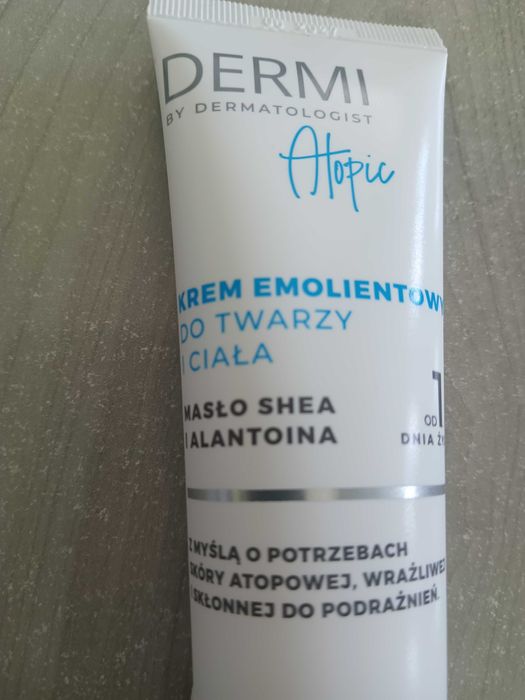 DERMI
BY DERMATOLOGIST
Atopic
KREM EMOLIENTOWY
DO TWARZY
I CIAŁA
MASŁO SHEA
I ALANTOINA
OD 1
DNIA
Z MYŚLĄ O POTRZEBACH
SKÓRY ATOPOWEJ, WRAŻLIWEJ
I SKŁONNEJ DO PODRAŻNIEŃ.